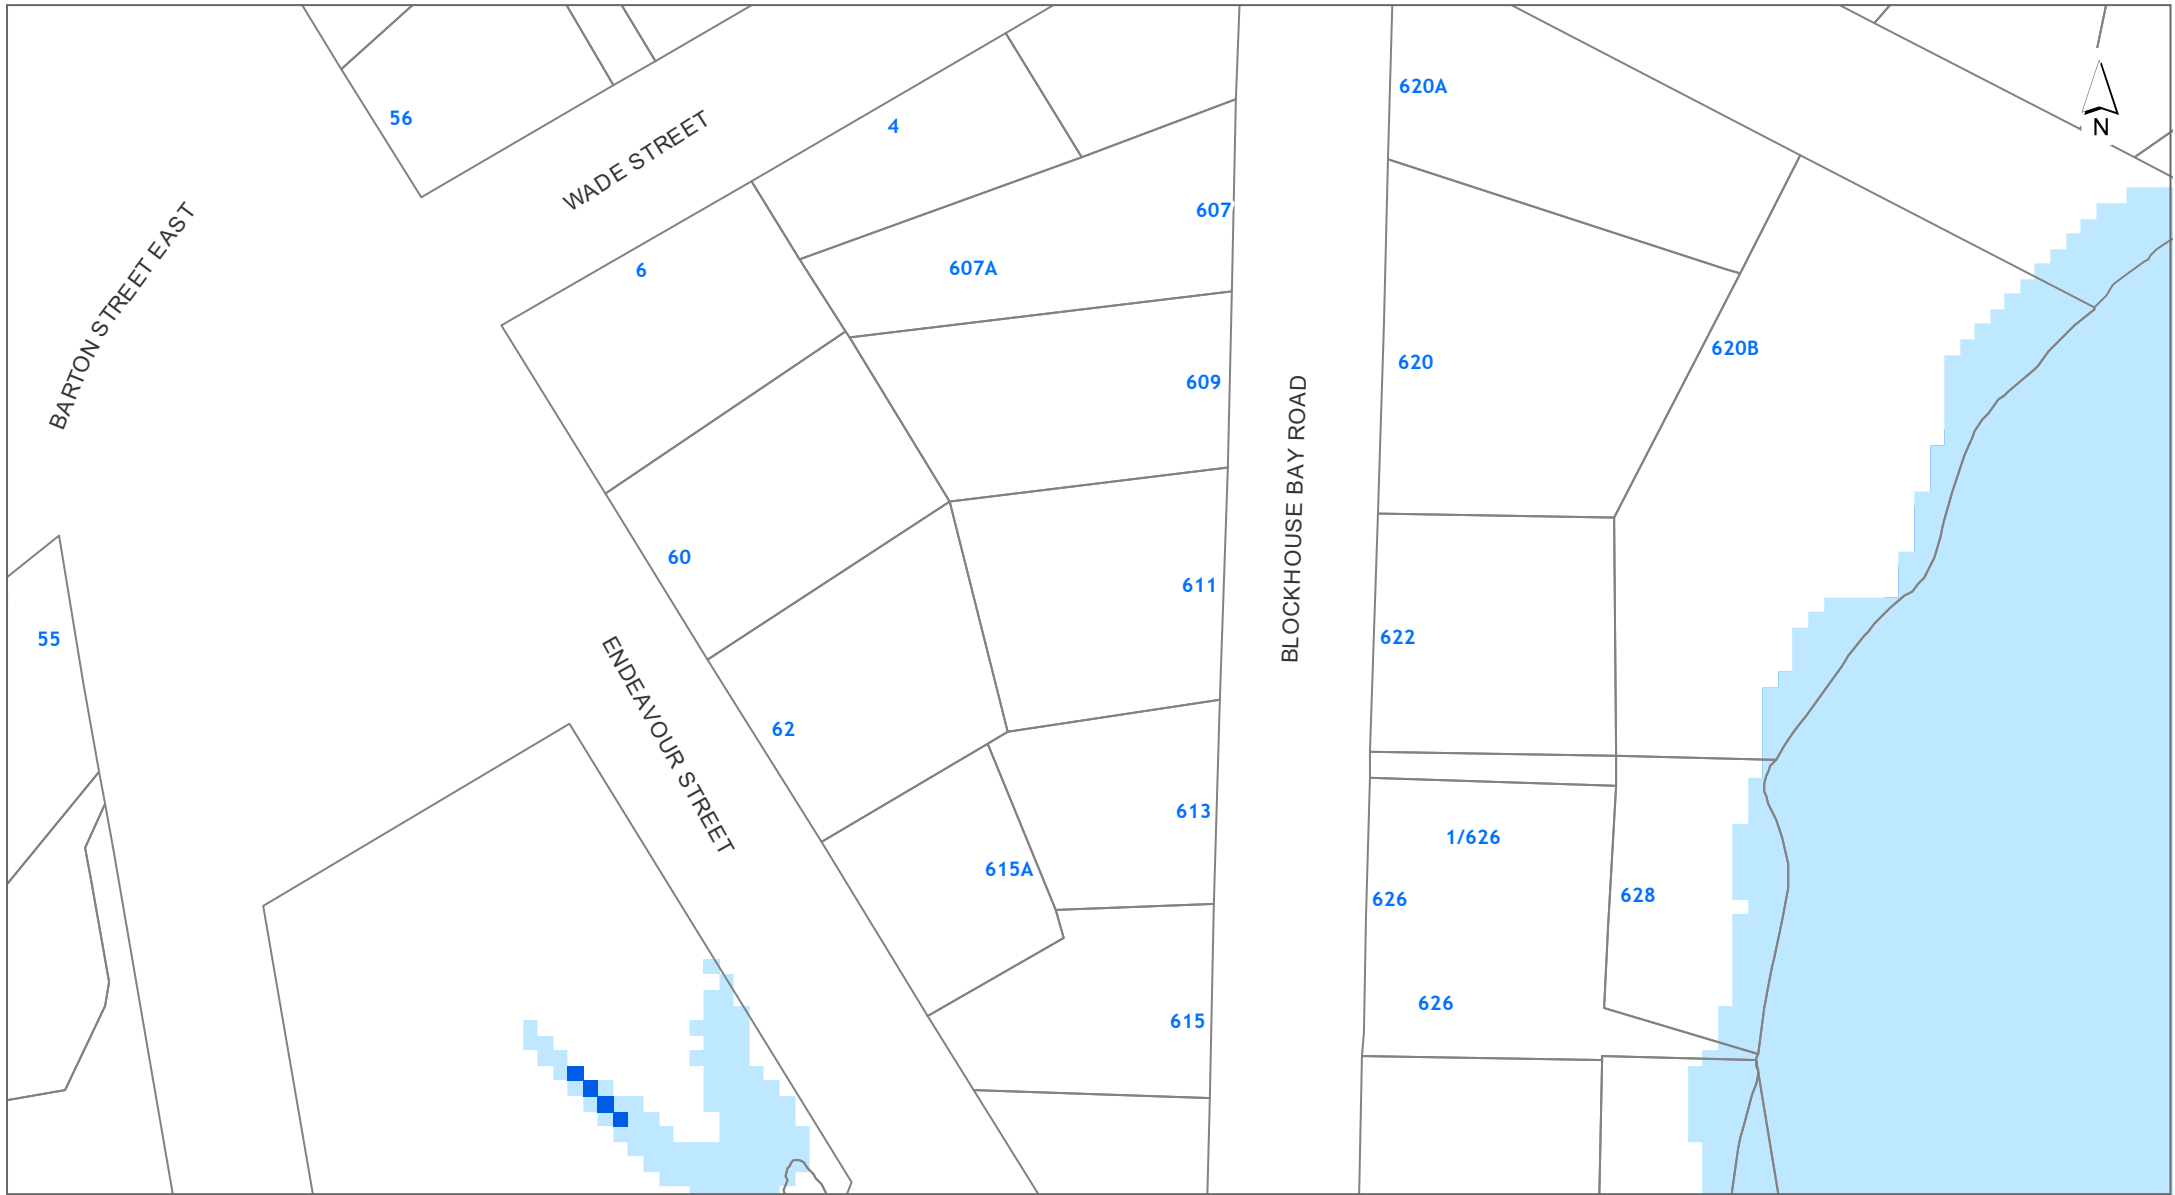 620A
56
4
WADE STREET
N
607
BARTON STREET EAST
6
607A
620B
620
609
BLOCKHOUSE BAY ROAD
60
611
55
622
ENDEAVOUR STREET
62
613
1/626
615A
628
626
626
615